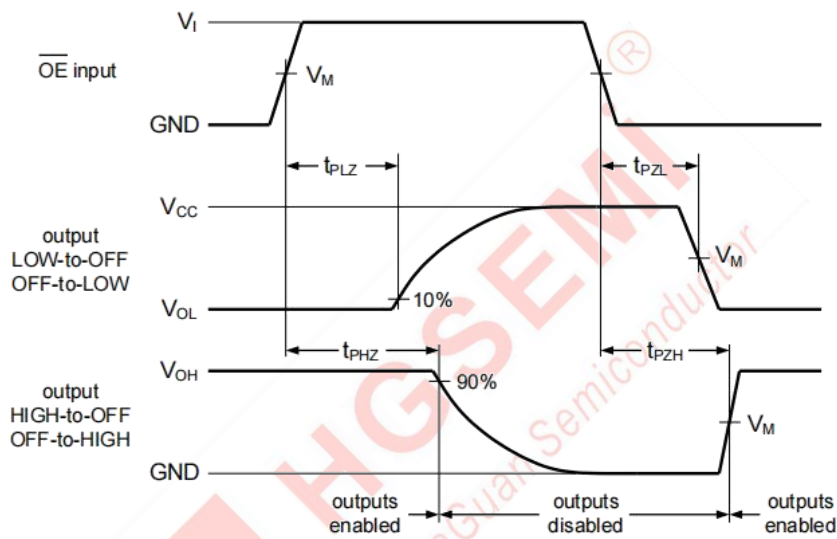 V_I
OE input
V_M
GND
t_PLZ
t_PZL
V_CC
output
LOW-to-OFF
OFF-to-LOW
V_M
10%
V_OL
t_PHZ
t_PZH
V_OH
90%
output
HIGH-to-OFF
OFF-to-HIGH
V_M
GND
outputs
enabled
outputs
disabled
outputs
enabled
HGSEMI®
Guan Semiconductor